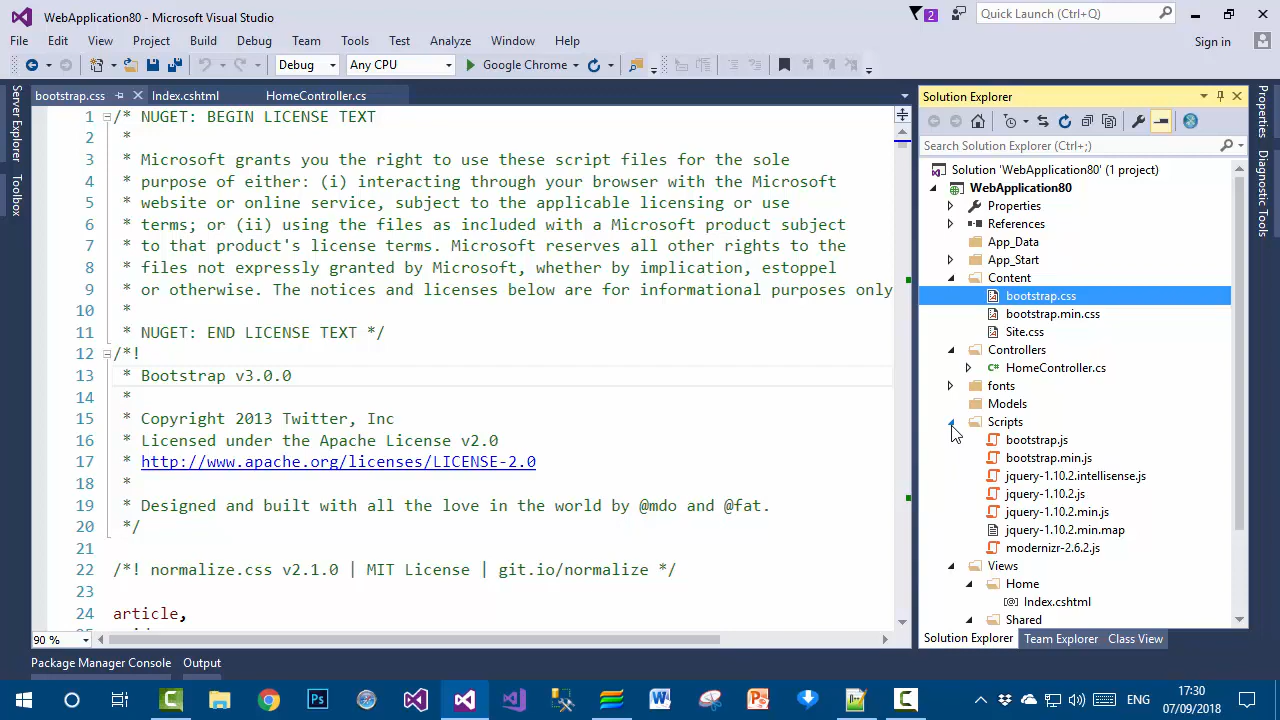 WebApplication80 - Microsoft Visual Studio
2
Quick Launch (Ctrl+Q)
File Edit View Project Build Debug Team Tools Test Analyze Window Help
Sign in
Debug Any CPU Google Chrome
Server Explorer
Toolbox
bootstrap.css Index.cshtml HomeController.cs
1 /* NUGET: BEGIN LICENSE TEXT
2 *
3 * Microsoft grants you the right to use these script files for the sole
4 * purpose of either: (i) interacting through your browser with the Microsoft
5 * website or online service, subject to the applicable licensing or use
6 * terms; or (ii) using the files as included with a Microsoft product subject
7 * to that product's license terms. Microsoft reserves all other rights to the
8 * files not expressly granted by Microsoft, whether by implication, estoppel
9 * or otherwise. The notices and licenses below are for informational purposes only
10 *
11 * NUGET: END LICENSE TEXT */
12 /*!
13 * Bootstrap v3.0.0
14 *
15 * Copyright 2013 Twitter, Inc
16 * Licensed under the Apache License v2.0
17 * http://www.apache.org/licenses/LICENSE-2.0
18 *
19 * Designed and built with all the love in the world by @mdo and @fat.
20 */
21
22 /*! normalize.css v2.1.0 | MIT License | git.io/normalize */
23
24 article,
90 %
Solution Explorer
Search Solution Explorer (Ctrl+;)
Solution 'WebApplication80' (1 project)
WebApplication80
Properties
References
App_Data
App_Start
Content
bootstrap.css
bootstrap.min.css
Site.css
Controllers
C# HomeController.cs
fonts
Models
Scripts
bootstrap.js
bootstrap.min.js
jquery-1.10.2.intellisense.js
jquery-1.10.2.js
jquery-1.10.2.min.js
jquery-1.10.2.min.map
modernizr-2.6.2.js
Views
Home
Index.cshtml
Shared
Solution Explorer Team Explorer Class View
Properties
Diagnostic Tools
Package Manager Console Output
ENG
17:30
07/09/2018